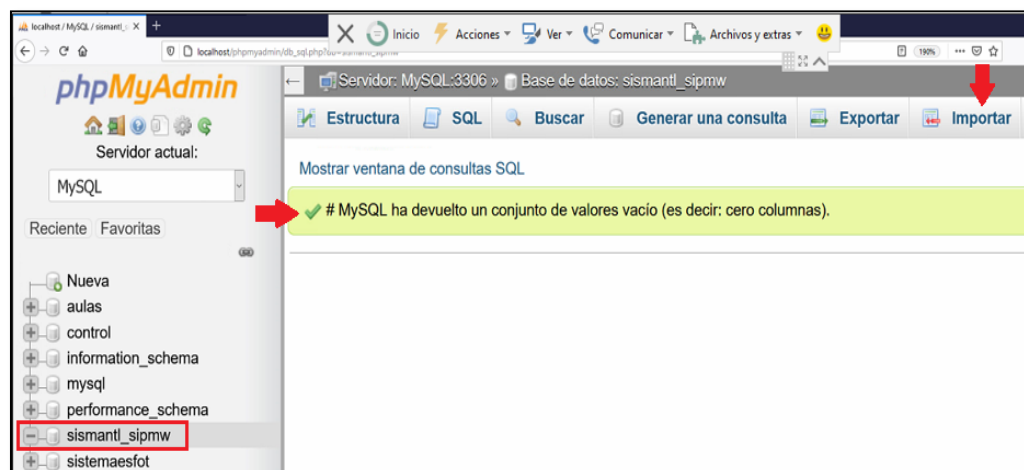 localhost / MySQL / sismantl_
Inicio Acciones Ver Comunicar Archivos y extras
localhost/phpmyadmin/db_sql.php?db=sismantl_sipmw
190%
phpMyAdmin
Servidor actual:
MySQL
Reciente Favoritas
Nueva
aulas
control
information_schema
mysql
performance_schema
sismantl_sipmw
sistemaesfot
Servidor: MySQL:3306 » Base de datos: sismantl_sipmw
Estructura SQL Buscar Generar una consulta Exportar Importar
Mostrar ventana de consultas SQL
# MySQL ha devuelto un conjunto de valores vacío (es decir: cero columnas).